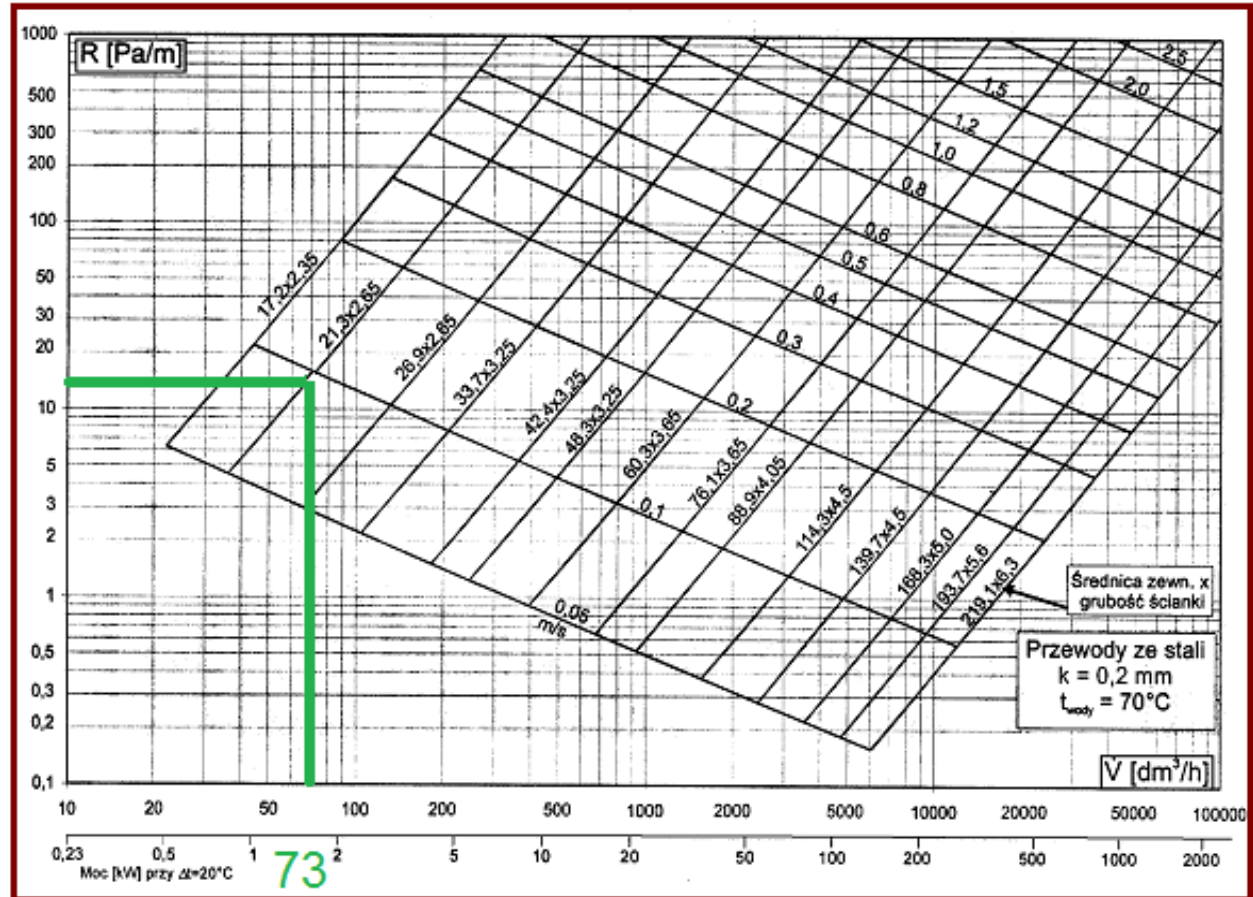 R [Pa/m]
1000
500
300
200
100
50
30
20
10
5
3
2
1
0,5
0,3
0,2
0,1
2,5
2,0
1,5
1,2
1,0
0,8
0,6
0,5
0,4
0,3
0,2
0,1
0,05
m/s
17,2x2,35
21,3x2,65
26,9x2,65
33,7x3,25
42,4x3,25
48,3x3,25
60,3x3,65
76,1x3,65
88,9x4,05
114,3x4,5
139,7x4,5
168,3x5,0
193,7x5,6
219,1x6,3
Średnica zewn. x
grubość ścianki
Przewody ze stali
k = 0,2 mm
t wody = 70°C
V [dm³/h]
10 20 50 100 200 500 1000 2000 5000 10000 20000 50000 100000
0,23 0,5 1 2 5 10 20 50 100 200 500 1000 2000
Moc [kW] przy Δt=20°C
73